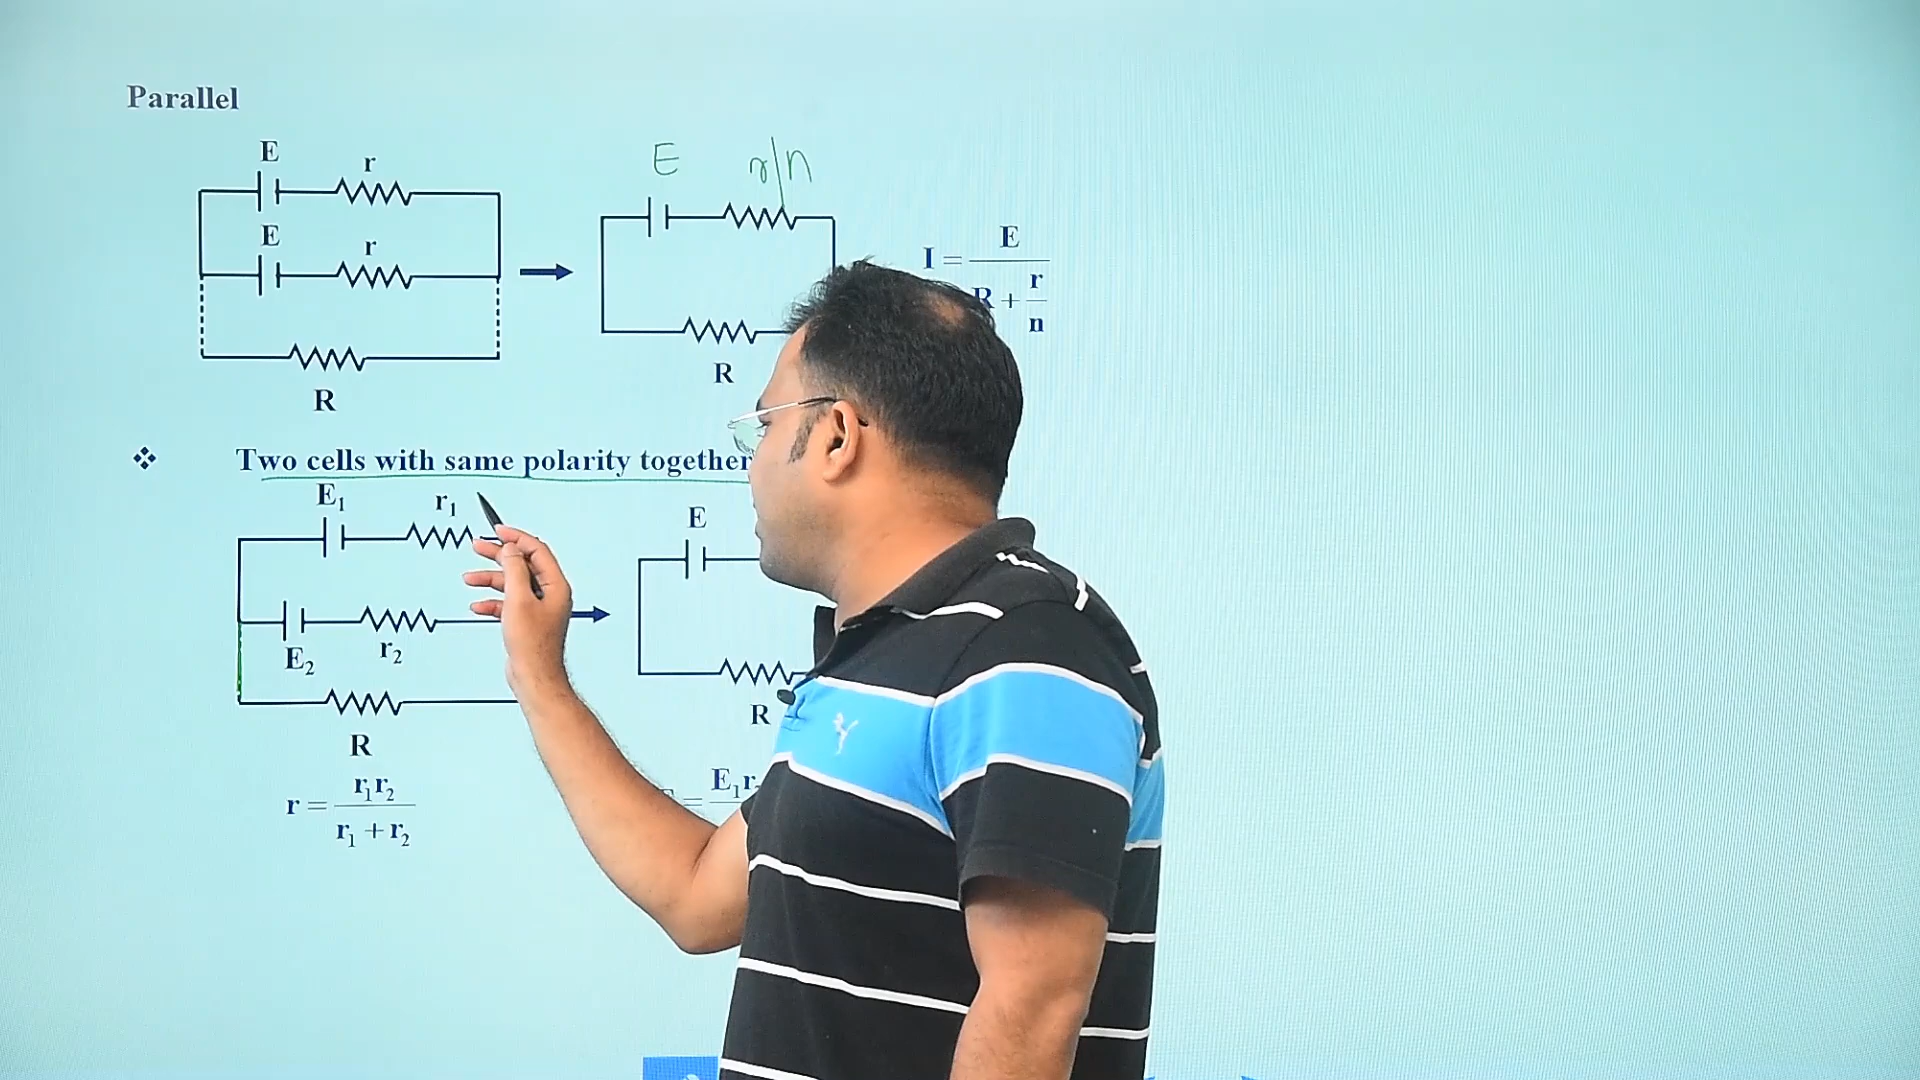 Parallel
E
r
E
r
R
E r/n
R
I = E / (R + r/n)
❖ Two cells with same polarity together
E₁
r₁
E₂
r₂
R
E
R
r = r₁r₂ / (r₁ + r₂)
= E₁r